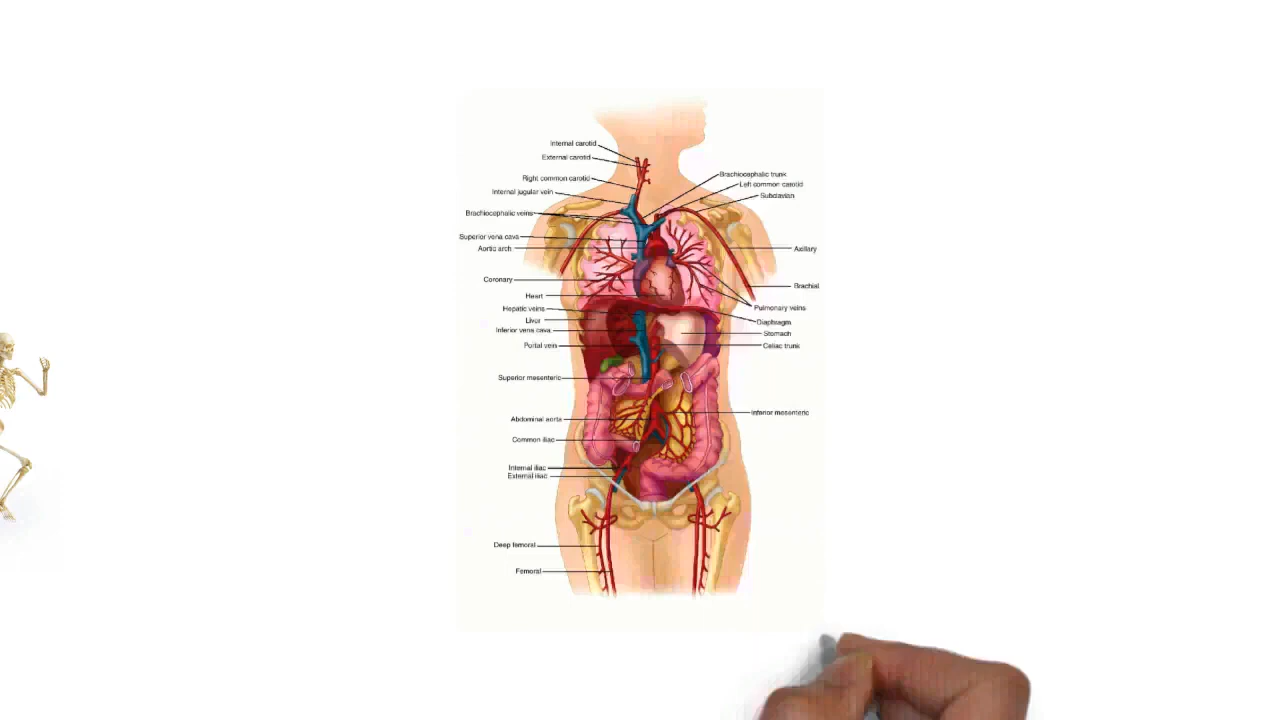 Internal carotid
External carotid
Right common carotid
Internal jugular vein
Brachiocephalic veins
Superior vena cava
Aortic arch
Coronary
Heart
Hepatic veins
Liver
Inferior vena cava
Portal vein
Superior mesenteric
Abdominal aorta
Common iliac
Internal iliac
External iliac
Deep femoral
Femoral
Brachiocephalic trunk
Left common carotid
Subclavian
Axillary
Brachial
Pulmonary veins
Diaphragm
Stomach
Celiac trunk
Inferior mesenteric